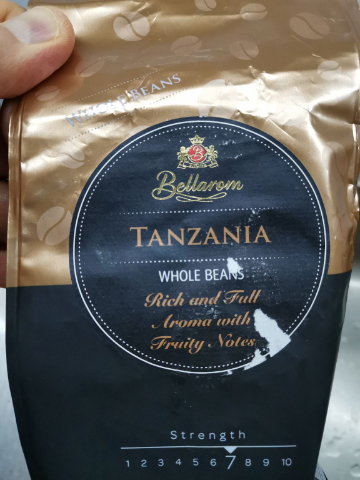 WHOLE BEANS
B
Bellarom
TANZANIA
WHOLE BEANS
Rich and Full
Aroma with
Fruity Notes
Strength
1 2 3 4 5 6 7 8 9 10